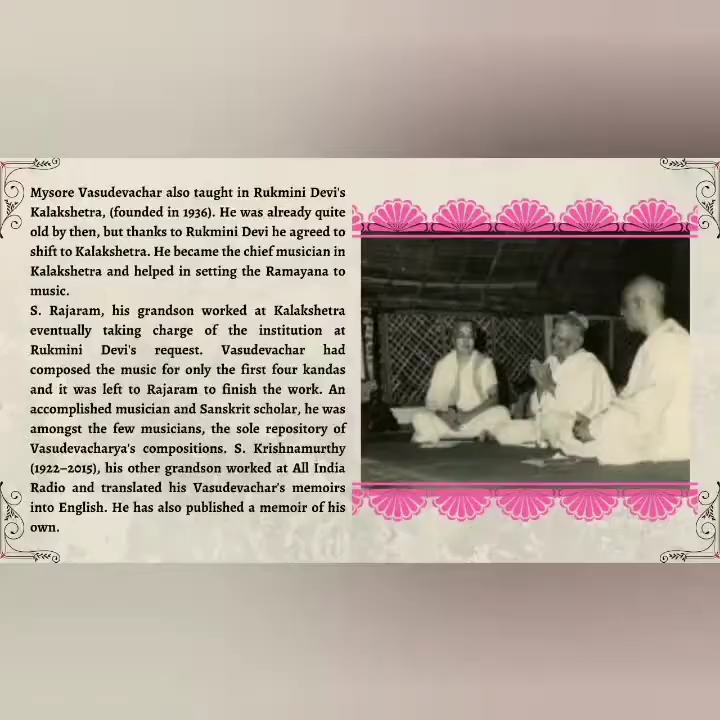 Mysore Vasudevachar also taught in Rukmini Devi's
Kalakshetra, (founded in 1936). He was already quite
old by then, but thanks to Rukmini Devi he agreed to
shift to Kalakshetra. He became the chief musician in
Kalakshetra and helped in setting the Ramayana to
music.
S. Rajaram, his grandson worked at Kalakshetra
eventually taking charge of the institution at
Rukmini Devi's request. Vasudevachar had
composed the music for only the first four kandas
and it was left to Rajaram to finish the work. An
accomplished musician and Sanskrit scholar, he was
amongst the few musicians, the sole repository of
Vasudevacharya's compositions. S. Krishnamurthy
(1922–2015), his other grandson worked at All India
Radio and translated his Vasudevachar's memoirs
into English. He has also published a memoir of his
own.